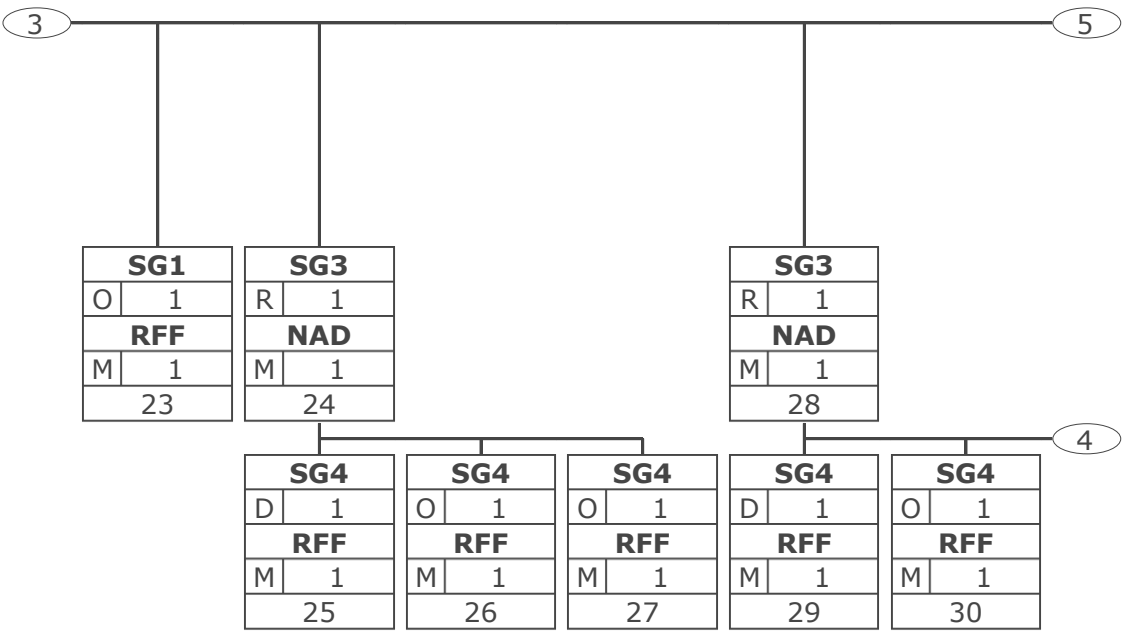 3 5
SG1 SG3 SG3
O 1 R 1 R 1
RFF NAD NAD
M 1 M 1 M 1
23 24 28
4
SG4 SG4 SG4 SG4 SG4
D 1 O 1 O 1 D 1 O 1
RFF RFF RFF RFF RFF
M 1 M 1 M 1 M 1 M 1
25 26 27 29 30